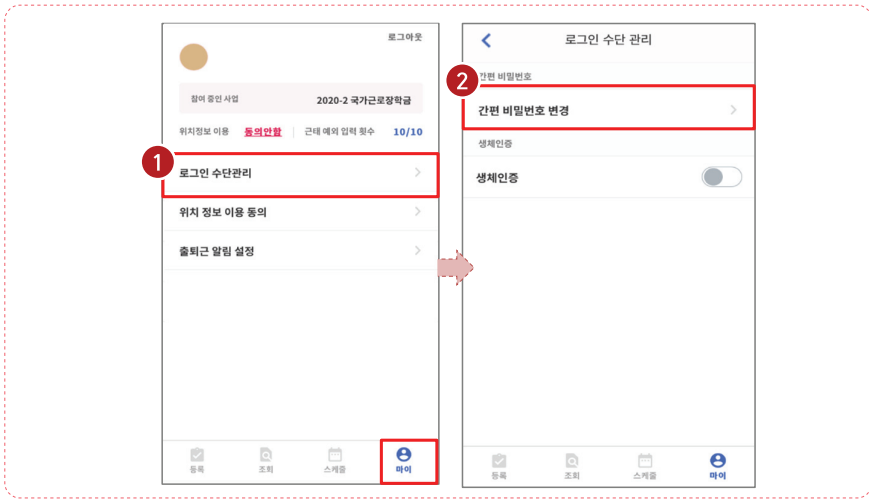 로그아웃
참여 중인 사업 2020-2 국가근로장학금
위치정보 이용 동의안함 근태 예외 입력 횟수 10/10
1
로그인 수단관리
위치 정보 이용 동의
출퇴근 알림 설정
등록 조회 스케줄 마이
로그인 수단 관리
간편 비밀번호
2
간편 비밀번호 변경
생체인증
생체인증
등록 조회 스케줄 마이